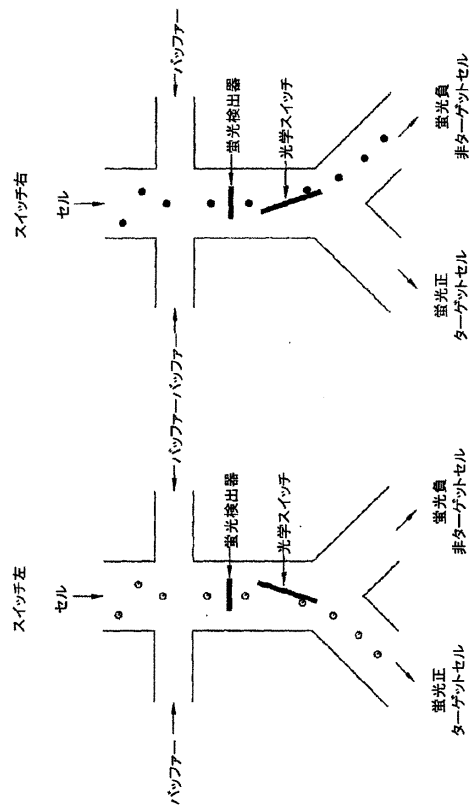 スイッチ左
セル
バッファー
バッファー
蛍光検出器
光学スイッチ
蛍光正
ターゲットセル
蛍光負
非ターゲットセル
スイッチ右
セル
バッファー
バッファー
蛍光検出器
光学スイッチ
蛍光正
ターゲットセル
蛍光負
非ターゲットセル